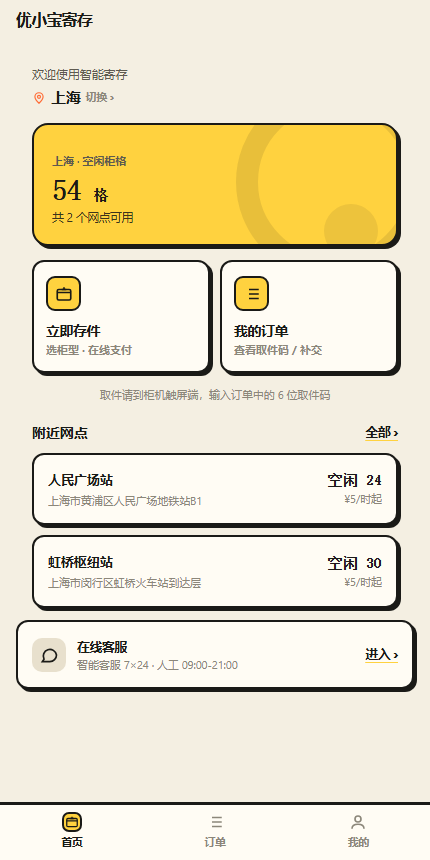 优小宝寄存
欢迎使用智能寄存
上海 切换 ›
上海 · 空闲柜格
54 格
共 2 个网点可用
立即存件
选柜型 · 在线支付
我的订单
查看取件码 / 补交
取件请到柜机触屏端，输入订单中的 6 位取件码
附近网点
全部 ›
人民广场站
空闲 24
上海市黄浦区人民广场地铁站B1
¥5/时起
虹桥枢纽站
空闲 30
上海市闵行区虹桥火车站到达层
¥5/时起
在线客服
智能客服 7×24 · 人工 09:00-21:00
进入 ›
首页
订单
我的